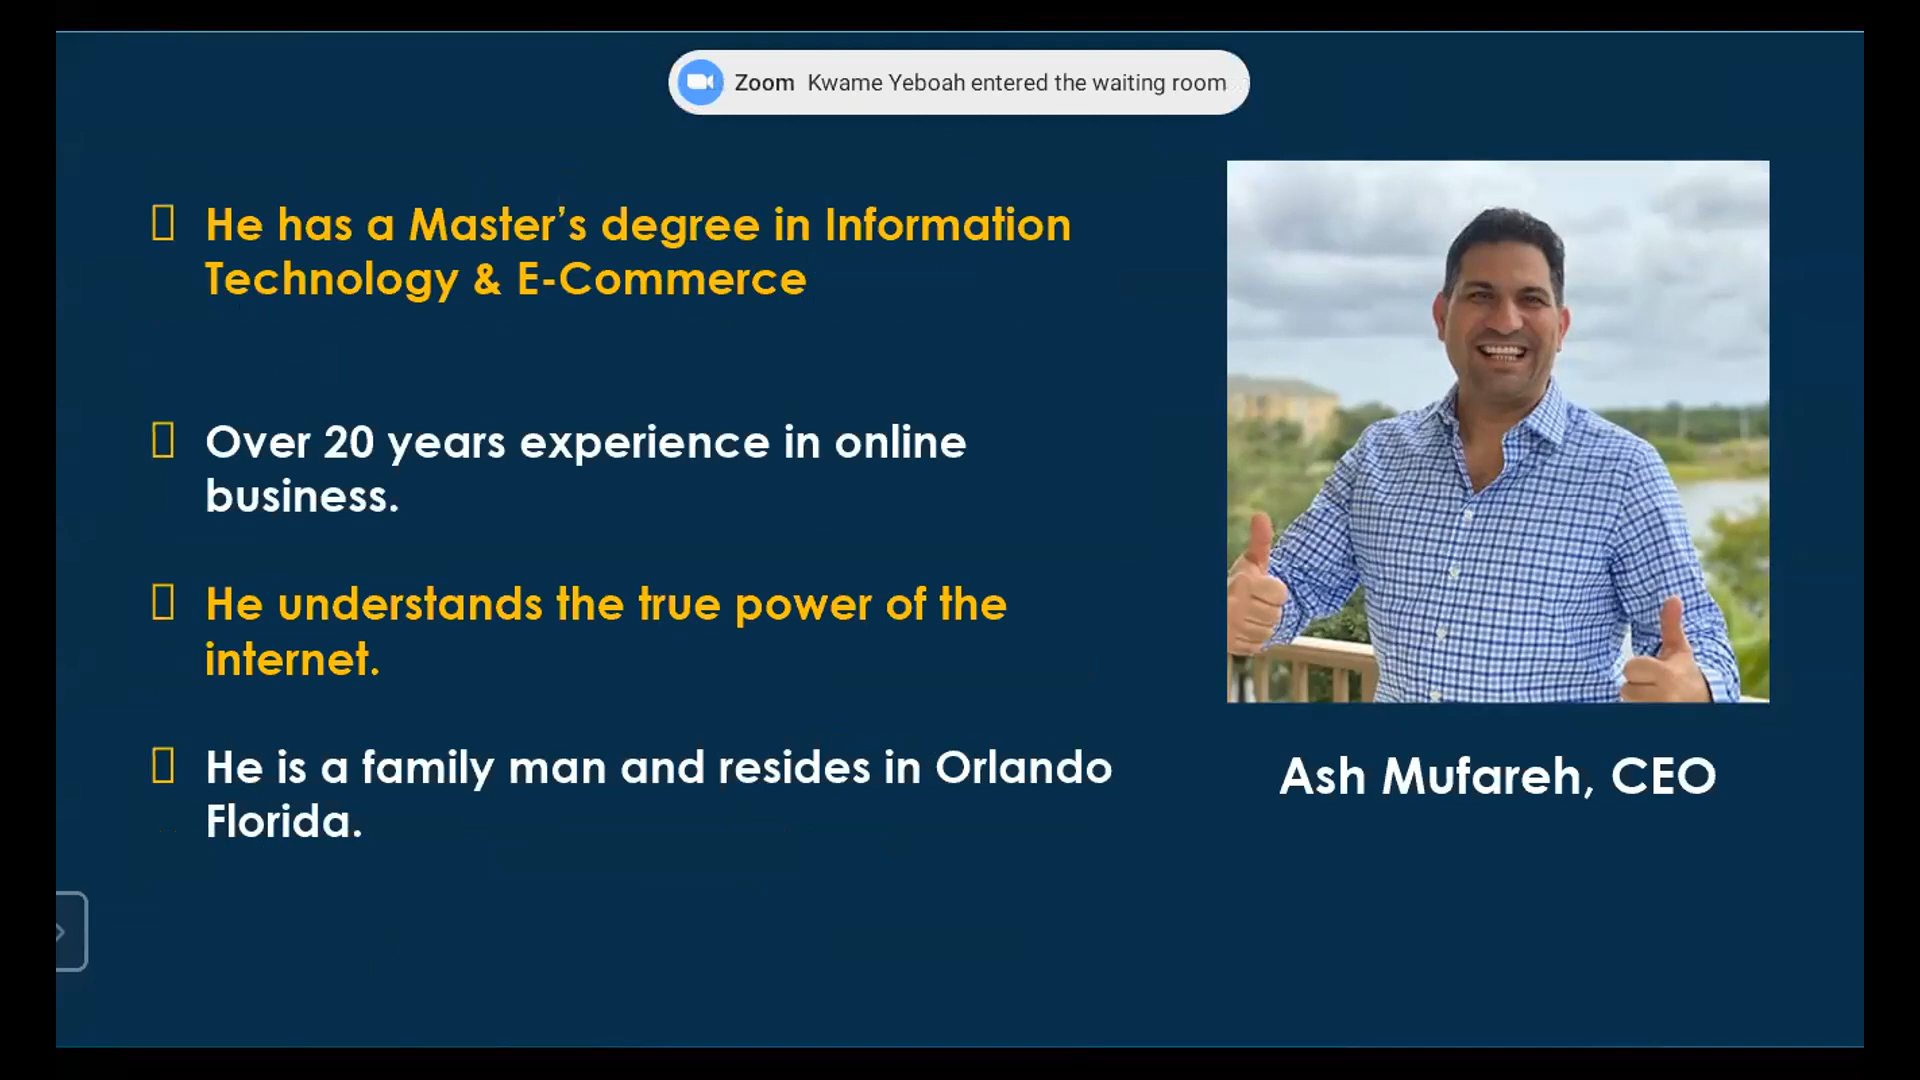 Zoom Kwame Yeboah entered the waiting room
He has a Master’s degree in Information
Technology & E-Commerce
Over 20 years experience in online
business.
He understands the true power of the
internet.
He is a family man and resides in Orlando
Florida.
Ash Mufareh, CEO